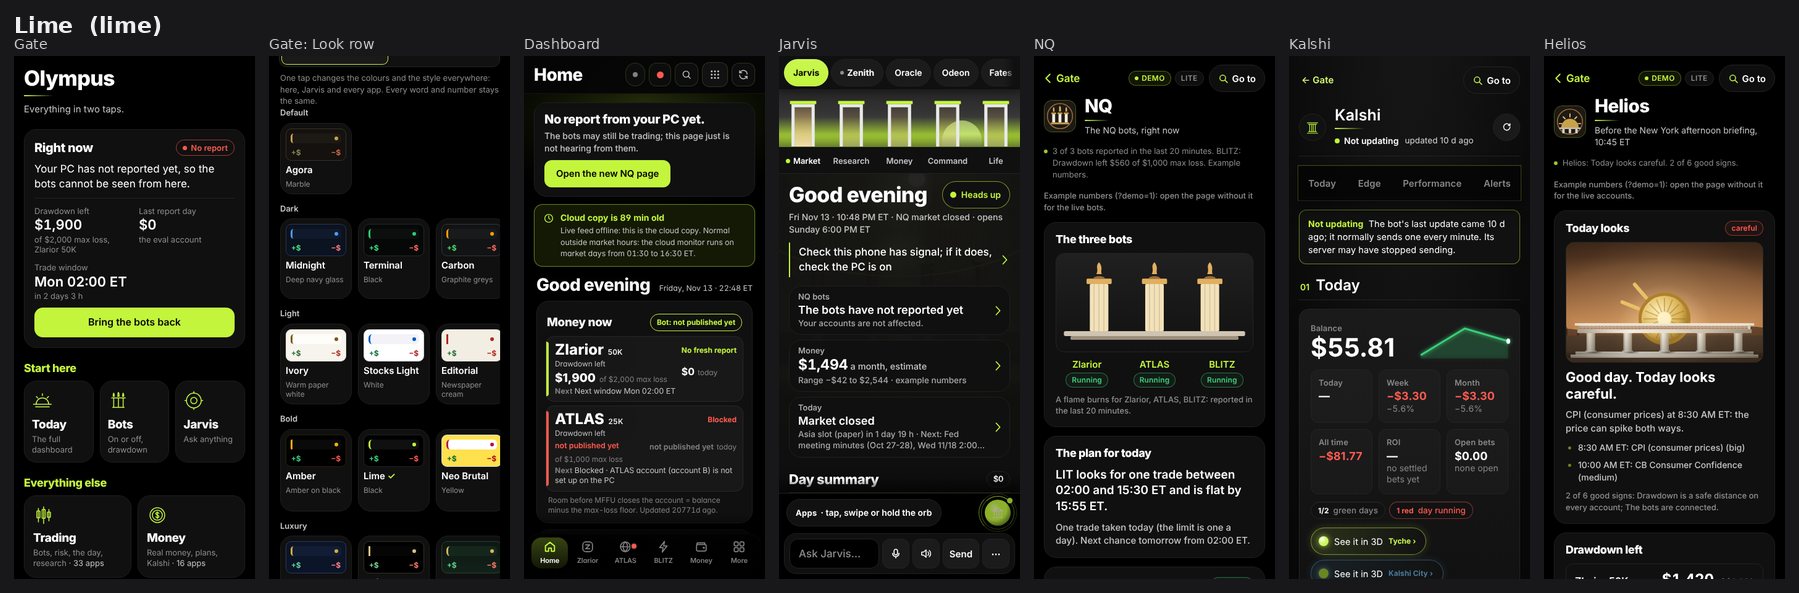 Lime (lime)
Gate
Olympus
Everything in two taps.
Right now
No report
Your PC has not reported yet, so the
bots cannot be seen from here.
Drawdown left
$1,900
of $2,000 max loss,
Zlarior 50K
Last report day
$0
the eval account
Trade window
Mon 02:00 ET
in 2 days 3 h
Bring the bots back
Start here
Today
The full
dashboard
Bots
On or off,
drawdown
Jarvis
Ask anything
Everything else
Trading
Bots, risk, the day,
research · 33 apps
Money
Real money, plans,
Kalshi · 16 apps
Gate: Look row
One tap changes the colours and the style everywhere:
here, Jarvis and every app. Every word and number stays
the same.
Default
+$ −$
Agora
Marble
Dark
+$ −$
Midnight
Deep navy glass
+$ −$
Terminal
Black
+$ −$
Carbon
Graphite greys
Light
+$ −$
Ivory
Warm paper
white
+$ −$
Stocks Light
White
+$ −$
Editorial
Newspaper
cream
Bold
+$ −$
Amber
Amber on black
+$ −$
Lime ✓
Black
+$ −$
Neo Brutal
Yellow
Luxury
+$ −$
+$ −$
+$ −$
Dashboard
Home
No report from your PC yet.
The bots may still be trading; this page just is
not hearing from them.
Open the new NQ page
Cloud copy is 89 min old
Live feed offline: this is the cloud copy. Normal
outside market hours: the cloud monitor runs on
market days from 01:30 to 16:30 ET.
Good evening
Friday, Nov 13 · 22:48 ET
Money now
Bot: not published yet
Zlarior 50K
No fresh report
Drawdown left
$1,900 of $2,000 max loss
$0 today
Next Next window Mon 02:00 ET
ATLAS 25K
Blocked
Drawdown left
not published yet
not published yet today
of $1,000 max loss
Next Blocked · ATLAS account (account B) is not
set up on the PC
Room before MFFU closes the account = balance
minus the max-loss floor. Updated 20771d ago.
Home
Zlarior
ATLAS
BLITZ
Money
More
Jarvis
Jarvis
Zenith
Oracle
Odeon
Fates
Market
Research
Money
Command
Life
Good evening
Heads up
Fri Nov 13 · 10:48 PM ET · NQ market closed · opens
Sunday 6:00 PM ET
Check this phone has signal; if it does,
check the PC is on
NQ bots
The bots have not reported yet
Your accounts are not affected.
Money
$1,494 a month, estimate
Range −$42 to $2,544 · example numbers
Today
Market closed
Asia slot (paper) in 1 day 19 h · Next: Fed
meeting minutes (Oct 27-28), Wed 11/18 2:00...
Day summary
$0
Apps · tap, swipe or hold the orb
Ask Jarvis...
Send
NQ
Gate
DEMO
LITE
Go to
NQ
The NQ bots, right now
3 of 3 bots reported in the last 20 minutes. BLITZ:
Drawdown left $560 of $1,000 max loss. Example
numbers.
Example numbers (?demo=1): open the page without it
for the live bots.
The three bots
Zlarior
ATLAS
BLITZ
Running
Running
Running
A flame burns for Zlarior, ATLAS, BLITZ: reported in
the last 20 minutes.
The plan for today
LIT looks for one trade between
02:00 and 15:30 ET and is flat by
15:55 ET.
One trade taken today (the limit is one a
day). Next chance tomorrow from 02:00 ET.
Kalshi
← Gate
Go to
Kalshi
Not updating updated 10 d ago
Today
Edge
Performance
Alerts
Not updating The bot's last update came 10 d
ago; it normally sends one every minute. Its
server may have stopped sending.
01 Today
Balance
$55.81
Today
—
Week
−$3.30
−5.6%
Month
−$3.30
−5.6%
All time
−$81.77
ROI
—
no settled
bets yet
Open bets
$0.00
none open
1/2 green days
1 red day running
See it in 3D Tyche ›
See it in 3D Kalshi City ›
Helios
Gate
DEMO
LITE
Go to
Helios
Before the New York afternoon briefing,
10:45 ET
Helios: Today looks careful. 2 of 6 good signs.
Example numbers (?demo=1): open the page without it
for the live accounts.
Today looks
careful
Good day. Today looks
careful.
CPI (consumer prices) at 8:30 AM ET: the
price can spike both ways.
8:30 AM ET: CPI (consumer prices) (big)
10:00 AM ET: CB Consumer Confidence
(medium)
2 of 6 good signs: Drawdown is a safe distance on
every account; The bots are connected.
Drawdown left